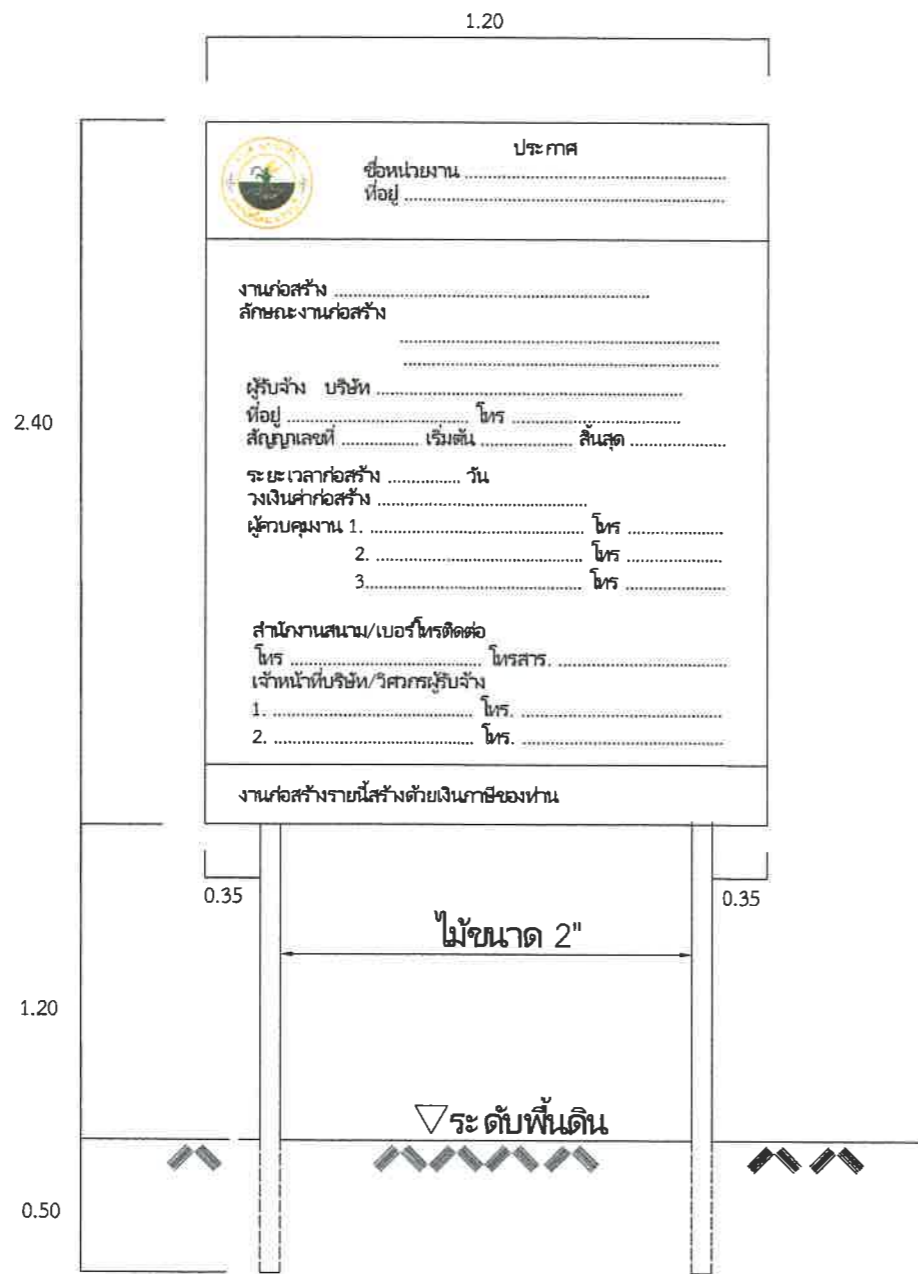 1.20
ประกาศ
ชื่อหน่วยงาน ..............................
ที่อยู่ ..............................
งานก่อสร้าง ..............................
ลักษณะงานก่อสร้าง
..............................
..............................
ผู้รับจ้าง บริษัท ..............................
ที่อยู่ .............................. โทร ..............................
สัญญาเลขที่ ............... เริ่มต้น ............... สิ้นสุด ...............
2.40
ระยะเวลาก่อสร้าง ............... วัน
วงเงินค่าก่อสร้าง ..............................
ผู้ควบคุมงาน 1. .............................. โทร ...............
2. .............................. โทร ...............
3.............................. โทร ...............
สำนักงานสนาม/เบอร์โทรติดต่อ
โทร .............................. โทรสาร. ..............................
เจ้าหน้าที่บริษัท/วิศวกรผู้รับจ้าง
1. .............................. โทร. ..............................
2. .............................. โทร. ..............................
งานก่อสร้างรายนี้สร้างด้วยเงินภาษีของท่าน
0.35 0.35
ไม้ขนาด 2"
1.20
ระดับพื้นดิน
0.50